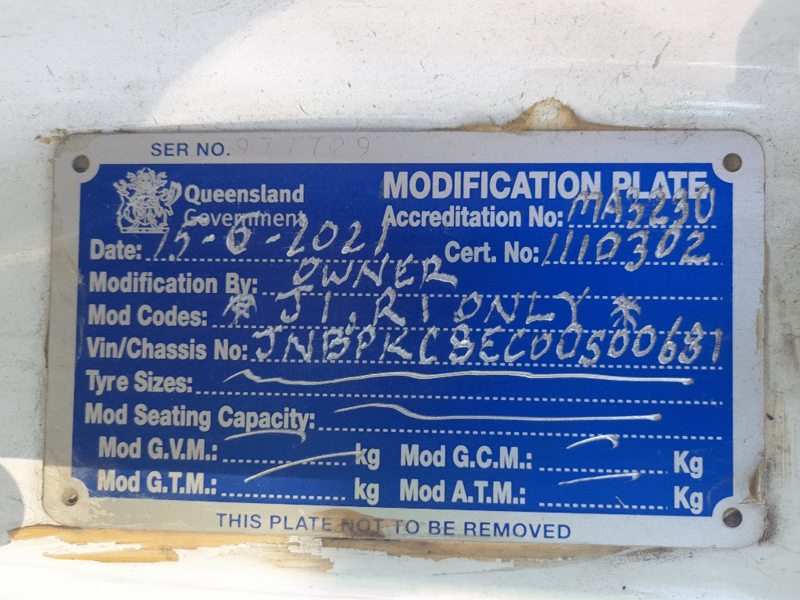 SER NO. 977729
Queensland
Government
MODIFICATION PLATE
Accreditation No: MA3230
Date: 15-6-2021 Cert. No: 1110302
Modification By: OWNER
Mod Codes: * J1, R1 ONLY *
Vin/Chassis No: JNBPKC8EC00S00681
Tyre Sizes:
Mod Seating Capacity:
Mod G.V.M.: kg Mod G.C.M.: Kg
Mod G.T.M.: kg Mod A.T.M.: Kg
THIS PLATE NOT TO BE REMOVED